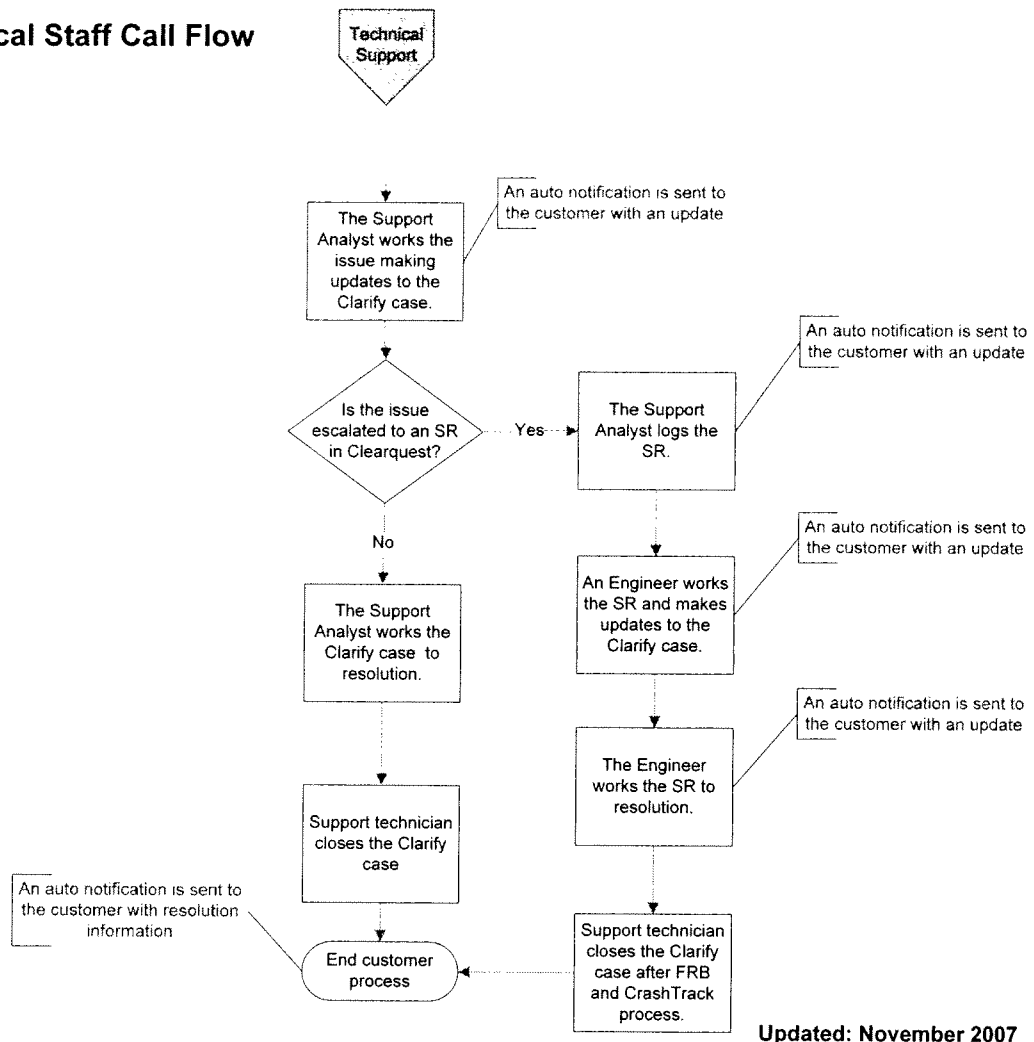 cal Staff Call Flow
Technical
Support
An auto notification is sent to
the customer with an update
The Support
Analyst works the
issue making
updates to the
Clarify case.
An auto notification is sent to
the customer with an update
Is the issue
escalated to an SR
in Clearquest?
Yes
The Support
Analyst logs the
SR.
No
An auto notification is sent to
the customer with an update
An Engineer works
the SR and makes
updates to the
Clarify case.
The Support
Analyst works the
Clarify case to
resolution.
An auto notification is sent to
the customer with an update
The Engineer
works the SR to
resolution.
Support technician
closes the Clarify
case
An auto notification is sent to
the customer with resolution
information
End customer
process
Support technician
closes the Clarify
case after FRB
and CrashTrack
process.
Updated: November 2007